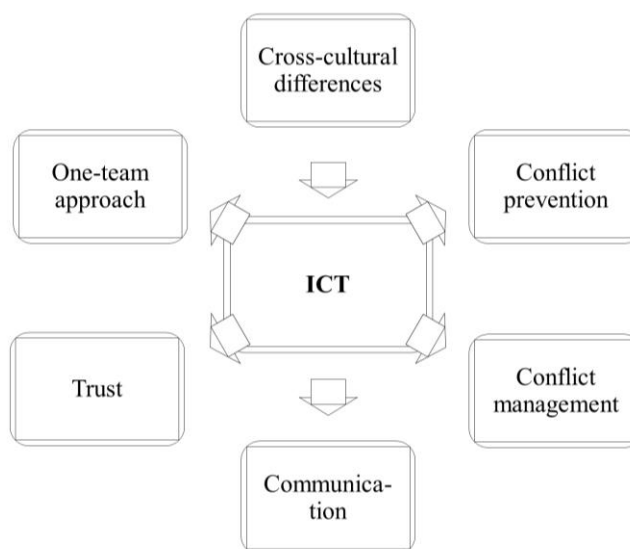 Cross-cultural
differences
One-team
approach
Conflict
prevention
ICT
Trust
Conflict
management
Communica-
tion